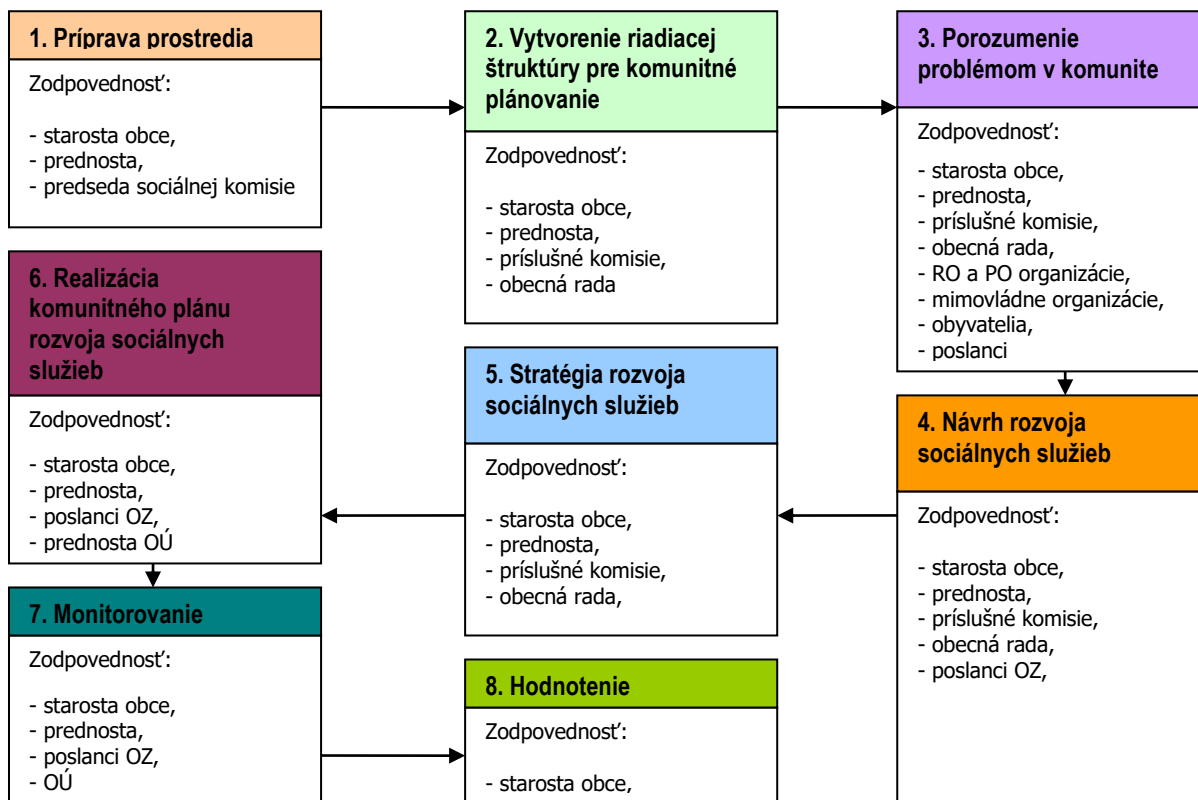 1. Príprava prostredia
Zodpovednosť:
- starosta obce,
- prednosta,
- predseda sociálnej komisie
2. Vytvorenie riadiacej
štruktúry pre komunitné
plánovanie
Zodpovednosť:
- starosta obce,
- prednosta,
- príslušné komisie,
- obecná rada
3. Porozumenie
problémom v komunite
Zodpovednosť:
- starosta obce,
- prednosta,
- príslušné komisie,
- obecná rada,
- RO a PO organizácie,
- mimovládne organizácie,
- obyvatelia,
- poslanci
4. Návrh rozvoja
sociálnych služieb
Zodpovednosť:
- starosta obce,
- prednosta,
- príslušné komisie,
- obecná rada,
- poslanci OZ,
5. Stratégia rozvoja
sociálnych služieb
Zodpovednosť:
- starosta obce,
- prednosta,
- príslušné komisie,
- obecná rada,
6. Realizácia
komunitného plánu
rozvoja sociálnych
služieb
Zodpovednosť:
- starosta obce,
- prednosta,
- poslanci OZ,
- prednosta OÚ
7. Monitorovanie
Zodpovednosť:
- starosta obce,
- prednosta,
- poslanci OZ,
- OÚ
8. Hodnotenie
Zodpovednosť:
- starosta obce,